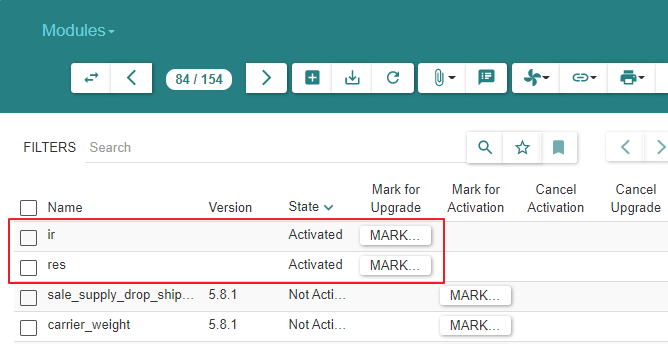 Modules
84 / 154
FILTERS Search
Name Version State Mark for Upgrade Mark for Activation Cancel Activation Cancel Upgrade
ir Activated MARK...
res Activated MARK...
sale_supply_drop_ship... 5.8.1 Not Acti... MARK...
carrier_weight 5.8.1 Not Acti... MARK...